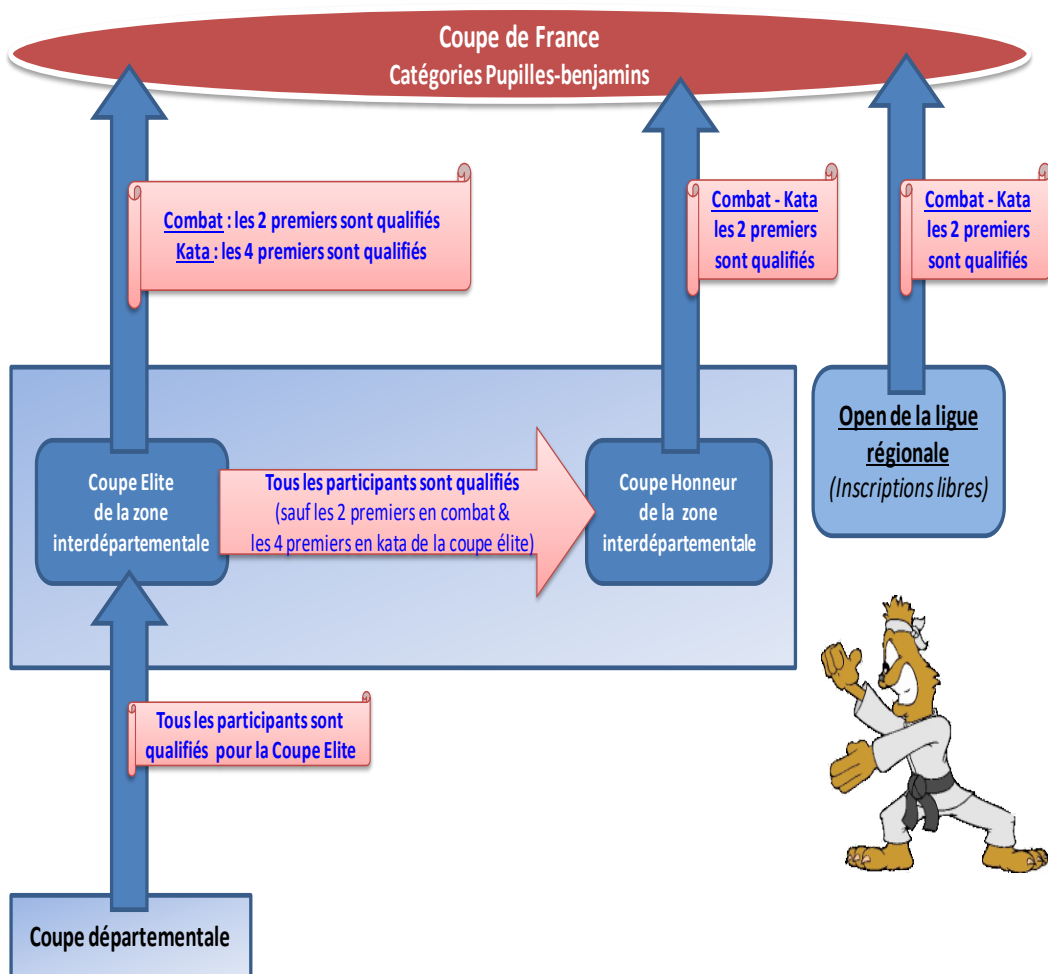 Coupe de France
Catégories Pupilles-benjamins
Combat : les 2 premiers sont qualifiés
Kata : les 4 premiers sont qualifiés
Combat - Kata
les 2 premiers
sont qualifiés
Combat - Kata
les 2 premiers
sont qualifiés
Coupe Elite
de la zone
interdépartementale
Tous les participants sont qualifiés
(sauf les 2 premiers en combat &
les 4 premiers en kata de la coupe élite)
Coupe Honneur
de la zone
interdépartementale
Open de la ligue
régionale
(Inscriptions libres)
Tous les participants sont
qualifiés pour la Coupe Elite
Coupe départementale